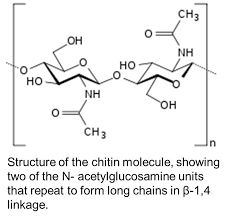 CH₃
O
NH
OH
O
HO
O
O
HO
O
O
NH
OH
O
CH₃
n
Structure of the chitin molecule, showing
two of the N- acetylglucosamine units
that repeat to form long chains in β-1,4
linkage.